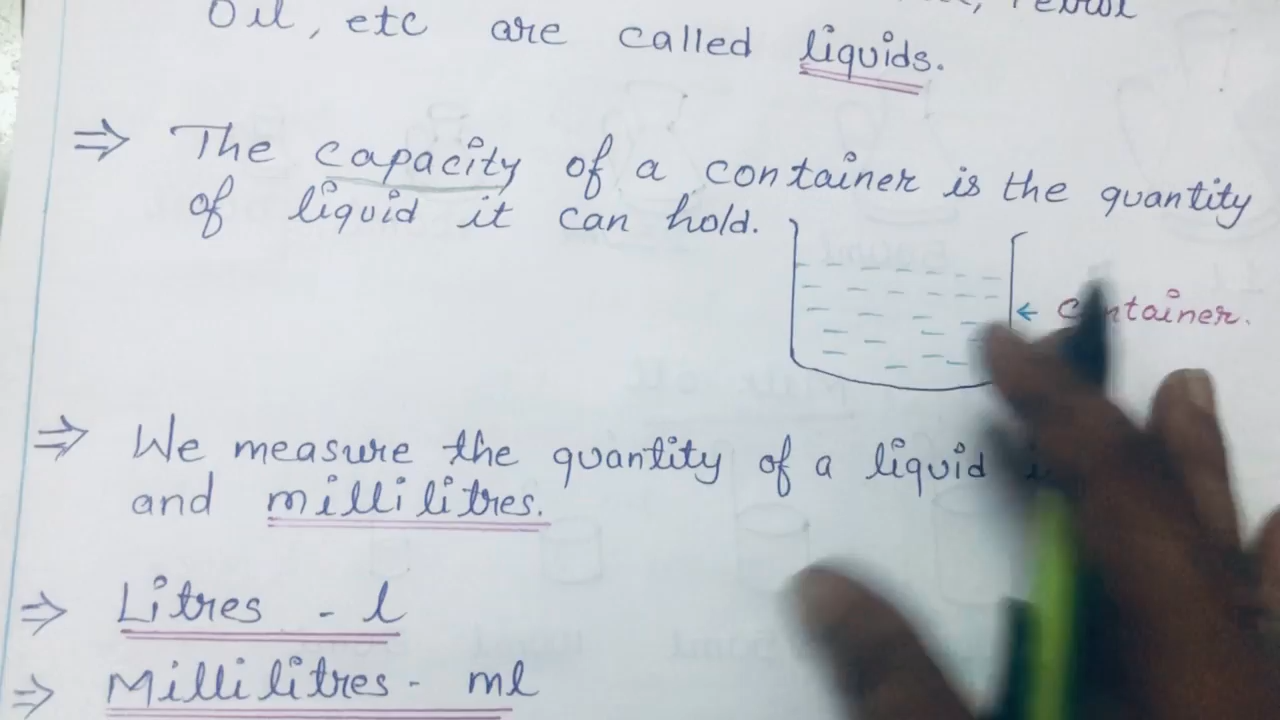 Oil, etc are called liquids.
⇒ The capacity of a container is the quantity
of liquid it can hold.
← container.
⇒ We measure the quantity of a liquid
and millilitres.
⇒ Litres - l
⇒ Millilitres - ml